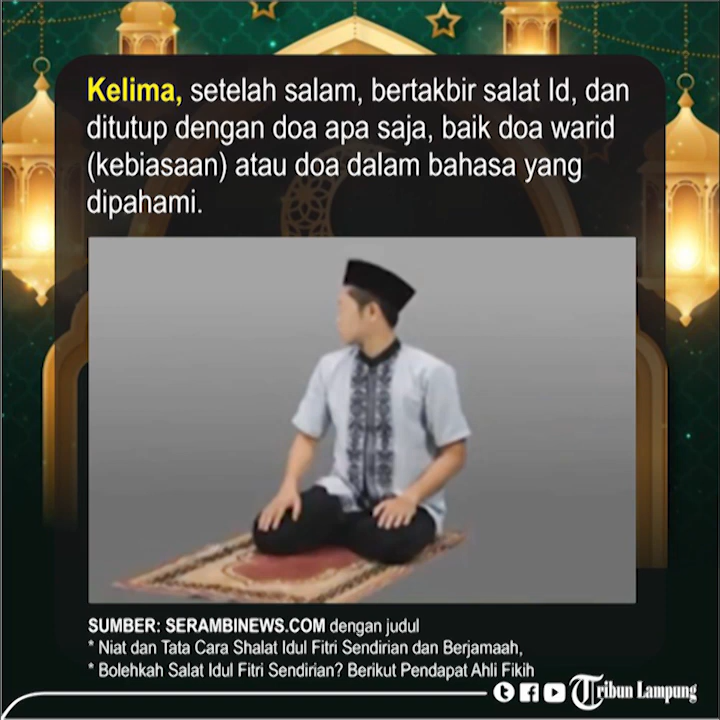 Kelima, setelah salam, bertakbir salat Id, dan
ditutup dengan doa apa saja, baik doa warid
(kebiasaan) atau doa dalam bahasa yang
dipahami.
SUMBER: SERAMBINEWS.COM dengan judul
* Niat dan Tata Cara Shalat Idul Fitri Sendirian dan Berjamaah,
* Bolehkah Salat Idul Fitri Sendirian? Berikut Pendapat Ahli Fikih
Tribun Lampung